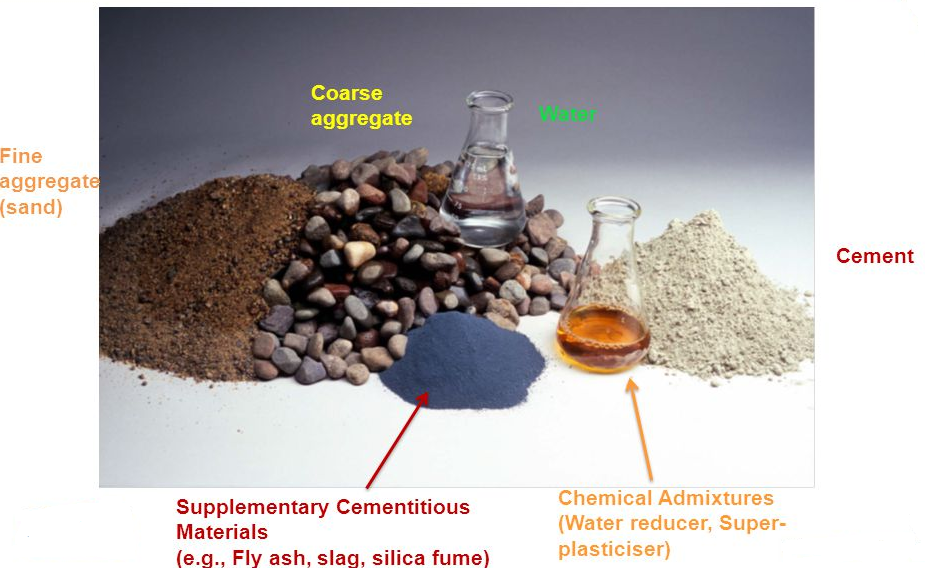 Coarse
aggregate
Water
Fine
aggregate
(sand)
Cement
Supplementary Cementitious
Materials
(e.g., Fly ash, slag, silica fume)
Chemical Admixtures
(Water reducer, Super-
plasticiser)